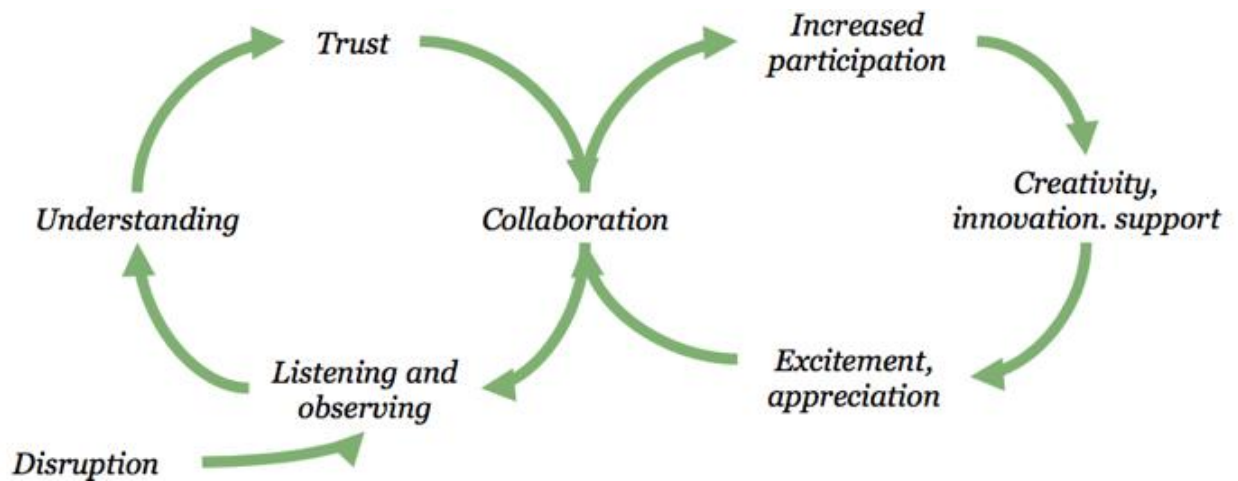 Trust
Increased
participation
Understanding
Collaboration
Creativity,
innovation. support
Listening and
observing
Excitement,
appreciation
Disruption